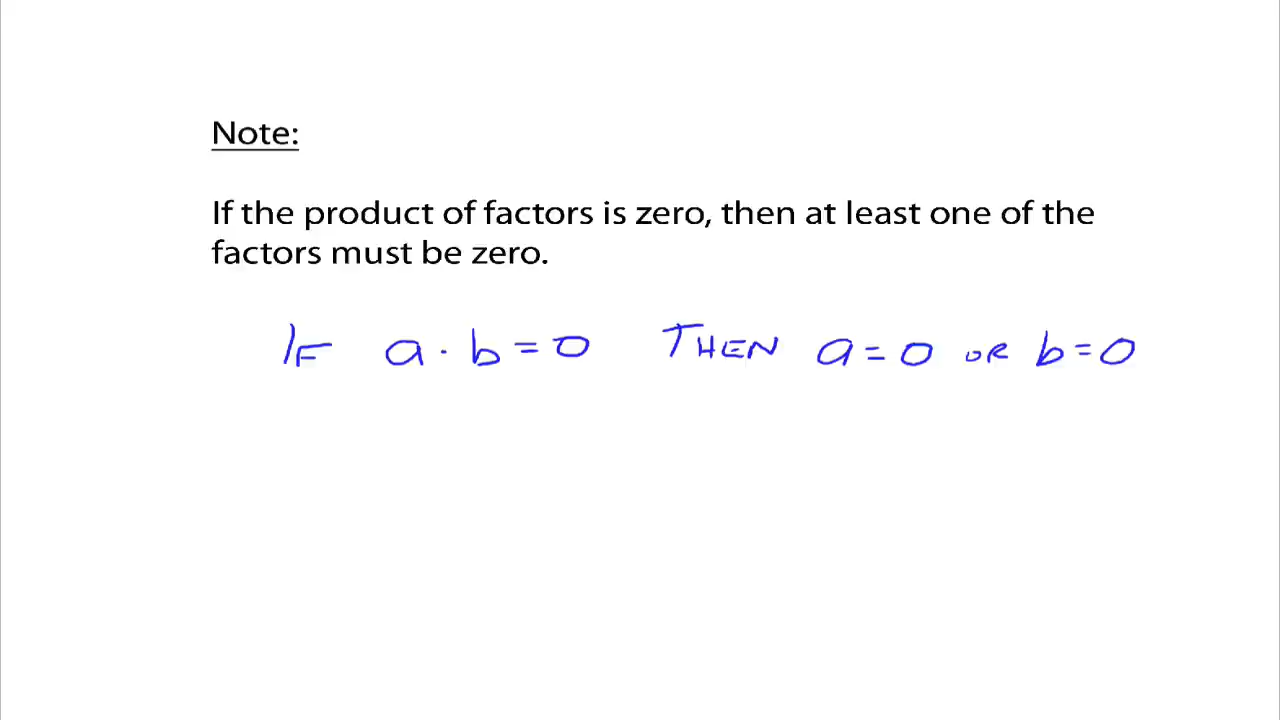 Note:
If the product of factors is zero, then at least one of the
factors must be zero.
IF a · b = 0 THEN a = 0 OR b = 0